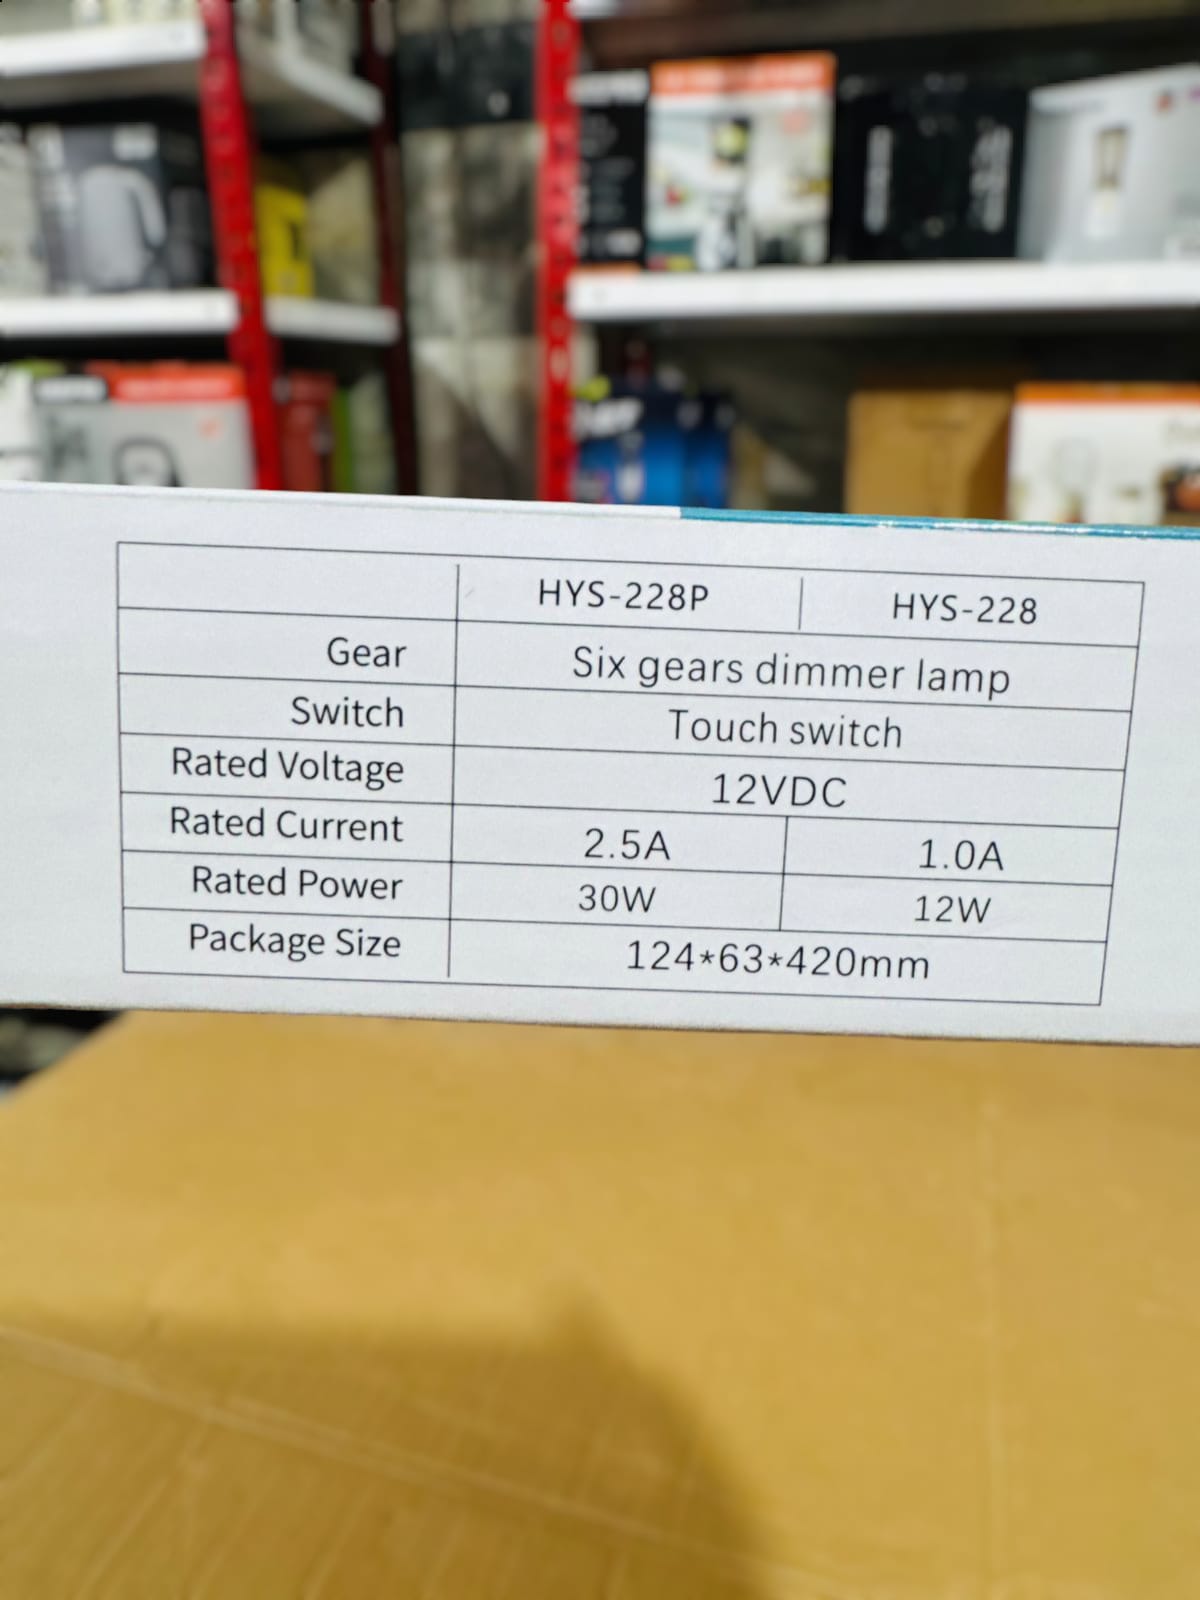 HYS-228P HYS-228
Gear Six gears dimmer lamp
Switch Touch switch
Rated Voltage 12VDC
Rated Current 2.5A 1.0A
Rated Power 30W 12W
Package Size 124*63*420mm